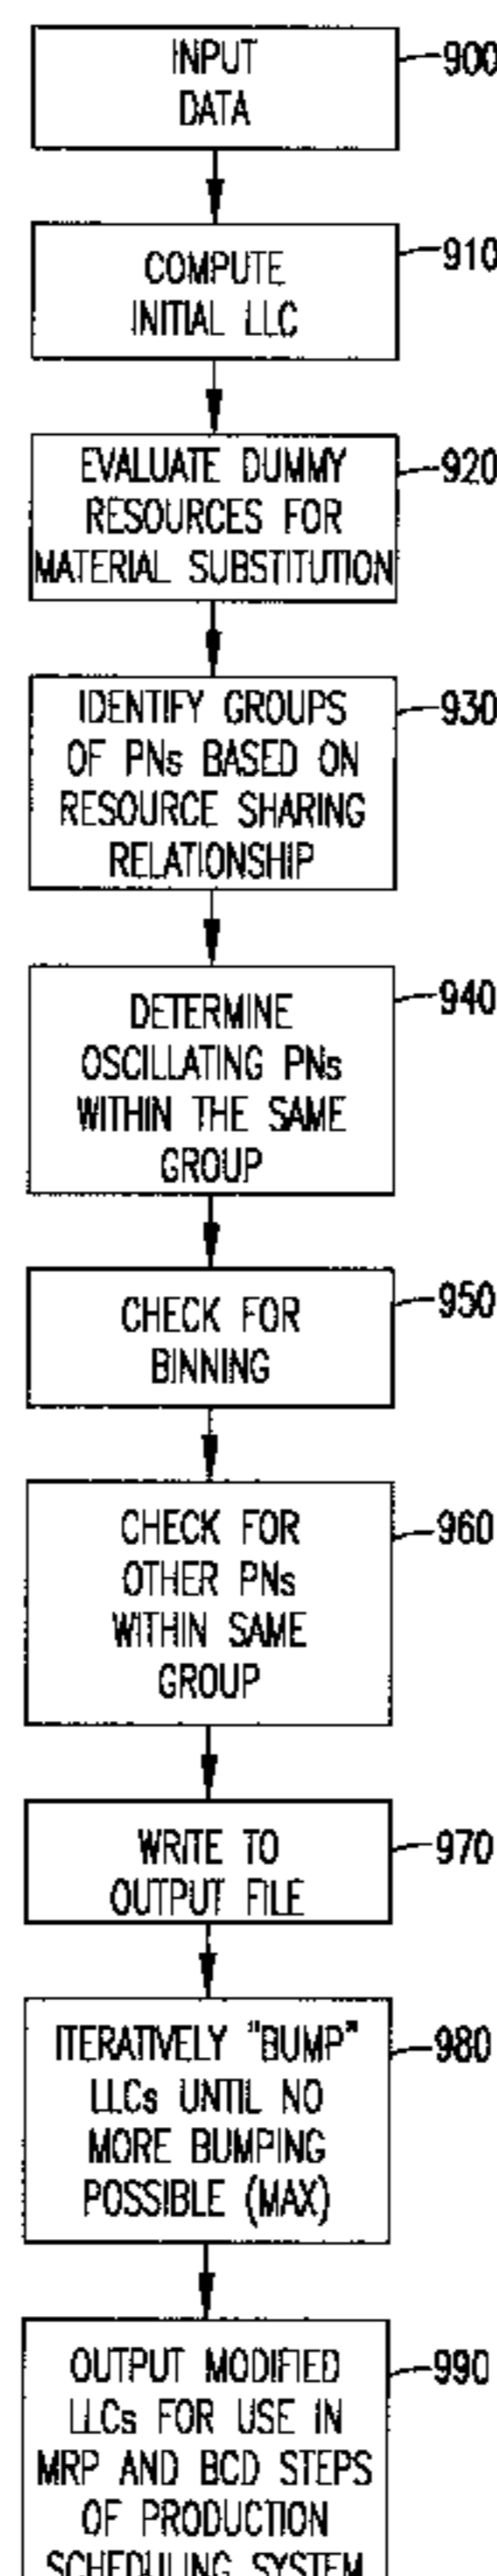 INPUT
DATA
900
COMPUTE
INITIAL LLC
910
EVALUATE DUMMY
RESOURCES FOR
MATERIAL SUBSTITUTION
920
IDENTIFY GROUPS
OF PNs BASED ON
RESOURCE SHARING
RELATIONSHIP
930
DETERMINE
OSCILLATING PNs
WITHIN THE SAME
GROUP
940
CHECK FOR
BINNING
950
CHECK FOR
OTHER PNs
WITHIN SAME
GROUP
960
WRITE TO
OUTPUT FILE
970
ITERATIVELY "BUMP"
LLCs UNTIL NO
MORE BUMPING
POSSIBLE (MAX)
980
OUTPUT MODIFIED
LLCs FOR USE IN
MRP AND BCD STEPS
OF PRODUCTION
SCHEDULING SYSTEM
990